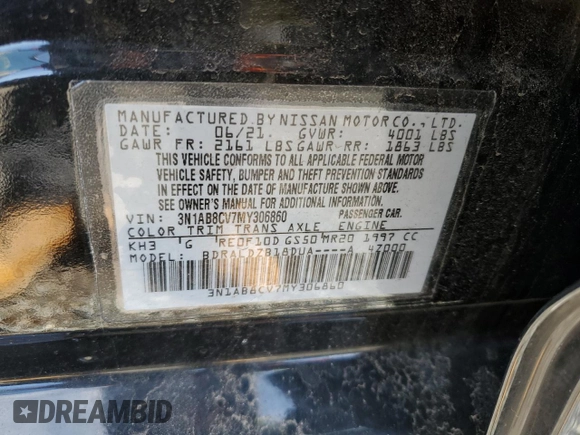 MANUFACTURED BY NISSAN MOTOR CO., LTD.
DATE: 06/21. GVWR: 4001 LBS
GAWR FR: 2161 LBS GAWR RR: 1863 LBS
THIS VEHICLE CONFORMS TO ALL APPLICABLE FEDERAL MOTOR
VEHICLE SAFETY, BUMPER AND THEFT PREVENTION STANDARDS
IN EFFECT ON THE DATE OF MANUFACTURE SHOWN ABOVE.
SEE OWNER'S MANUAL FOR ADDITIONAL INFORMATION.
VIN: 3N1AB8CV7MY306860 PASSENGER CAR.
COLOR TRIM TRANS AXLE ENGINE
KH3 G RE0F10D GS50 MR20 1997 CC
MODEL: BDRALDZB18DUA----A 4Z000
3N1AB8CV7MY306860
DREAMBID